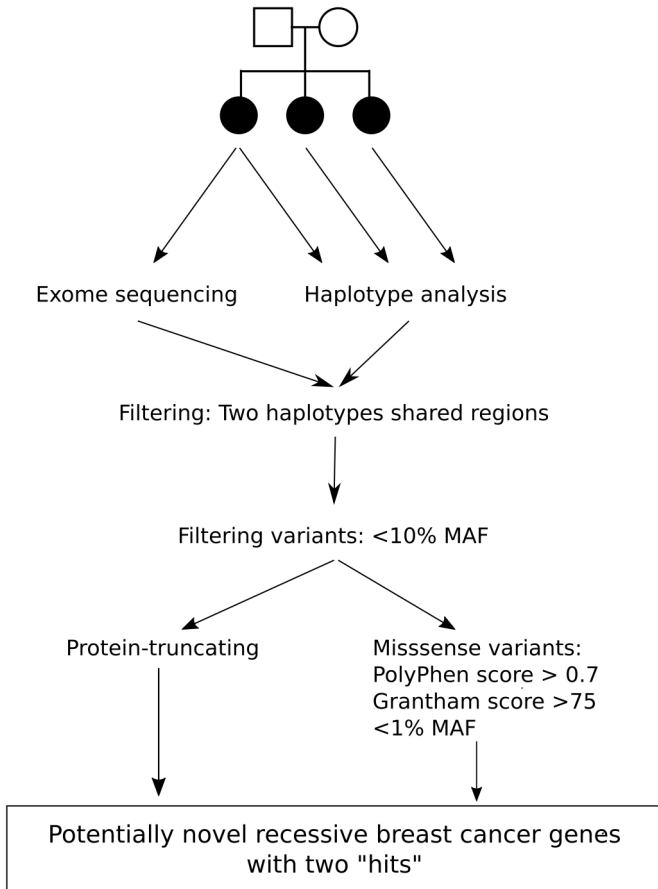 Exome sequencing
Haplotype analysis
Filtering: Two haplotypes shared regions
Filtering variants: <10% MAF
Protein-truncating
Misssense variants:
PolyPhen score > 0.7
Grantham score >75
<1% MAF
Potentially novel recessive breast cancer genes
with two "hits"